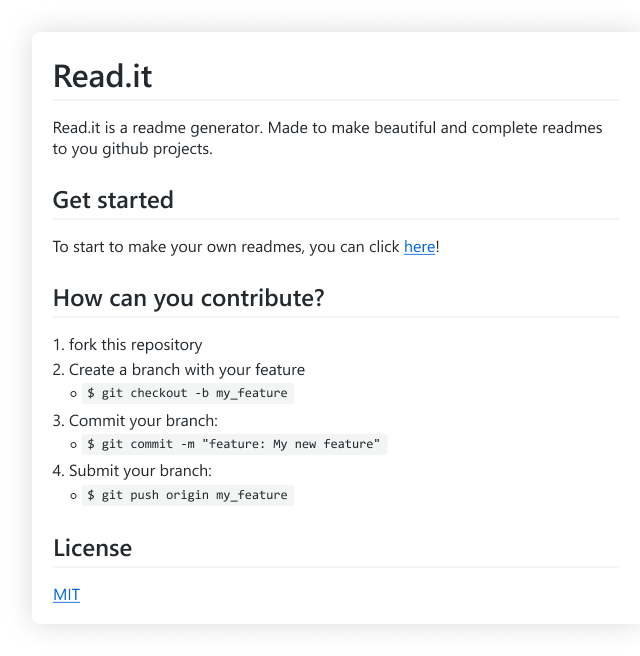 Read.it
Read.it is a readme generator. Made to make beautiful and complete readmes
to you github projects.
Get started
To start to make your own readmes, you can click here!
How can you contribute?
1. fork this repository
2. Create a branch with your feature
$ git checkout -b my_feature
3. Commit your branch:
$ git commit -m "feature: My new feature"
4. Submit your branch:
$ git push origin my_feature
License
MIT